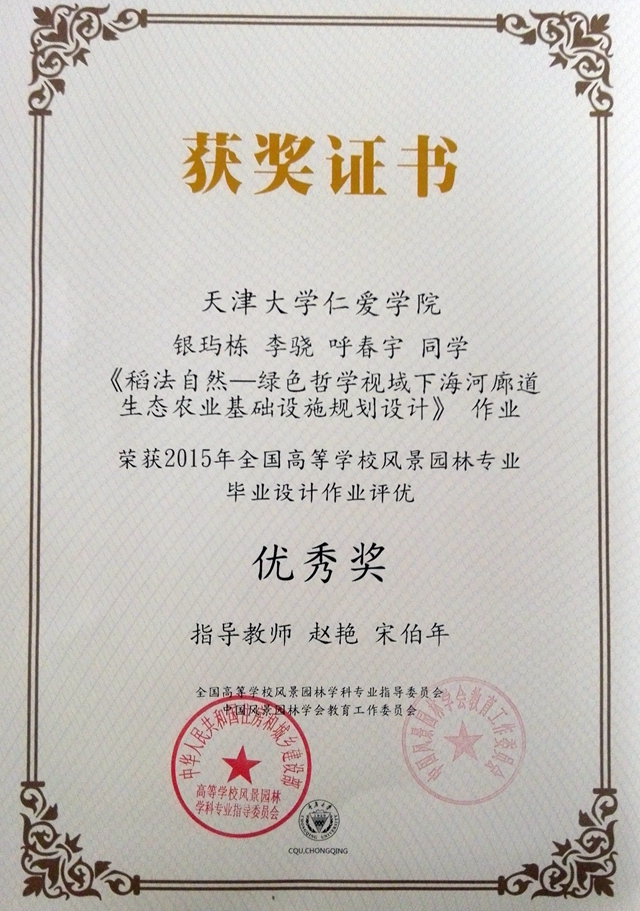 获奖证书
天津大学仁爱学院
银玙栋 李骁 呼春宇 同学
《稻法自然—绿色哲学视域下海河廊道
生态农业基础设施规划设计》 作业
荣获2015年全国高等学校风景园林专业
毕业设计作业评优
优秀奖
指导教师 赵艳 宋伯年
全国高等学校风景园林学科专业指导委员会
中国风景园林学会教育工作委员会
中华人民共和国住房和城乡建设部
高等学校风景园林
学科专业指导委员会
中国风景园林学会教育工作委员会
CQU,CHONGQING